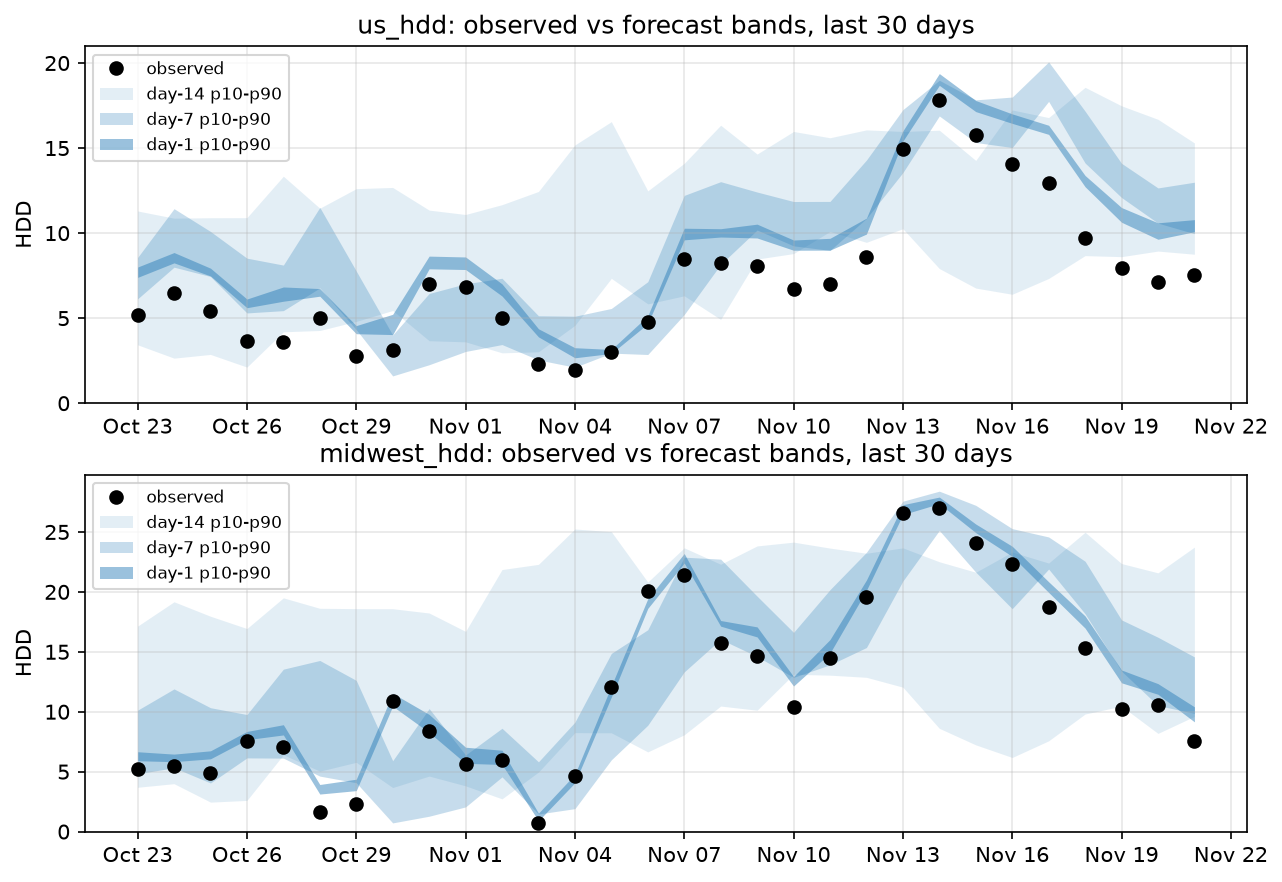 us_hdd: observed vs forecast bands, last 30 days
20
15
10
5
0
HDD
observed
day-14 p10-p90
day-7 p10-p90
day-1 p10-p90
Oct 23 Oct 26 Oct 29 Nov 01 Nov 04 Nov 07 Nov 10 Nov 13 Nov 16 Nov 19 Nov 22
midwest_hdd: observed vs forecast bands, last 30 days
25
20
15
10
5
0
HDD
observed
day-14 p10-p90
day-7 p10-p90
day-1 p10-p90
Oct 23 Oct 26 Oct 29 Nov 01 Nov 04 Nov 07 Nov 10 Nov 13 Nov 16 Nov 19 Nov 22